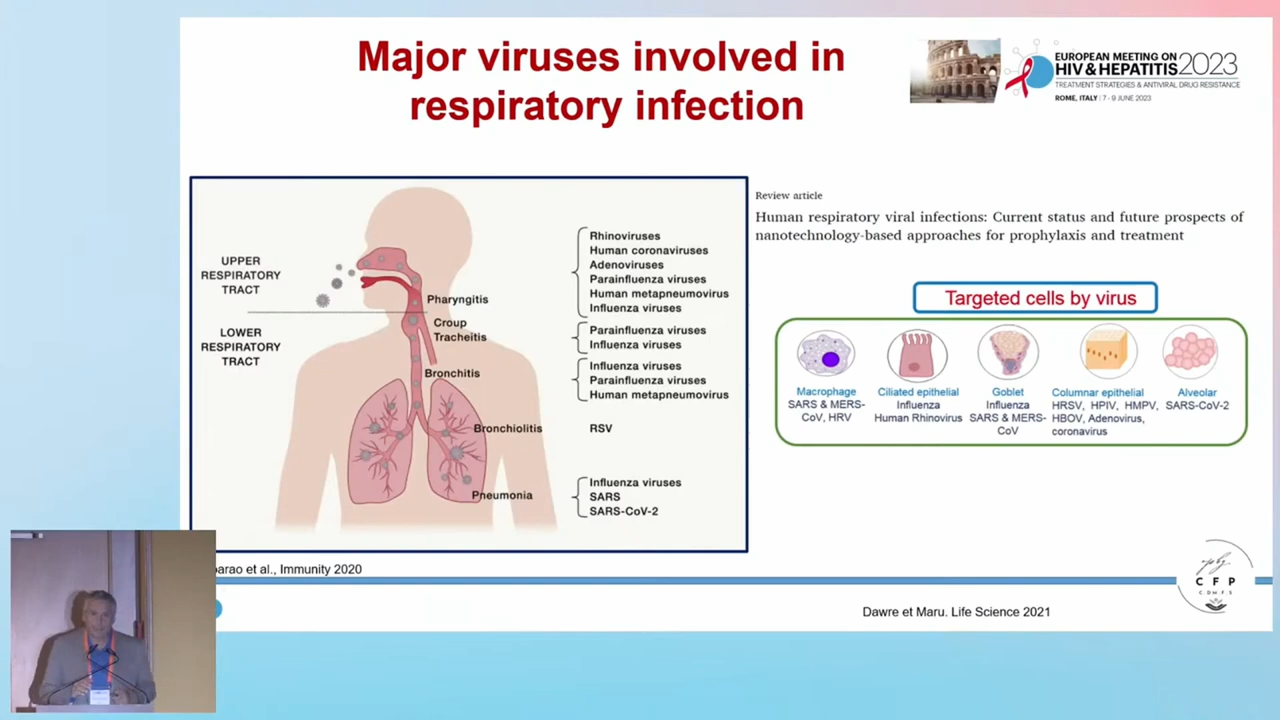 Major viruses involved in
respiratory infection
EUROPEAN MEETING ON
HIV & HEPATITIS 2023
TREATMENT STRATEGIES & ANTIVIRAL DRUG RESISTANCE
ROME, ITALY | 7 - 9 JUNE 2023
UPPER
RESPIRATORY
TRACT
LOWER
RESPIRATORY
TRACT
Pharyngitis
Croup
Tracheitis
Bronchitis
Bronchiolitis
Pneumonia
Rhinoviruses
Human coronaviruses
Adenoviruses
Parainfluenza viruses
Human metapneumovirus
Influenza viruses
Parainfluenza viruses
Influenza viruses
Influenza viruses
Parainfluenza viruses
Human metapneumovirus
RSV
Influenza viruses
SARS
SARS-CoV-2
Review article
Human respiratory viral infections: Current status and future prospects of
nanotechnology-based approaches for prophylaxis and treatment
Targeted cells by virus
Macrophage
SARS & MERS-
CoV, HRV
Ciliated epithelial
Influenza
Human Rhinovirus
Goblet
Influenza
SARS & MERS-
CoV
Columnar epithelial
HRSV, HPIV, HMPV,
HBOV, Adenovirus,
coronavirus
Alveolar
SARS-CoV-2
et al., Immunity 2020
Dawre et Maru. Life Science 2021
CFP